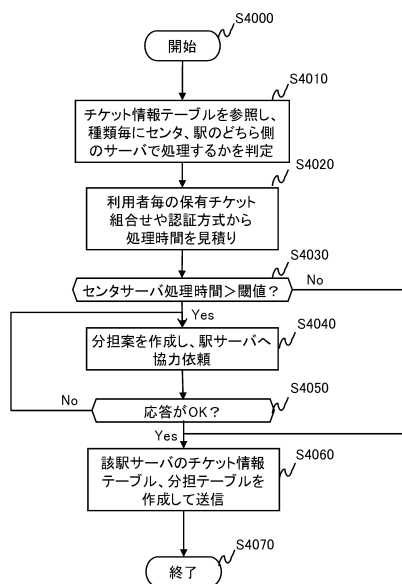 S4000
開始
S4010
チケット情報テーブルを参照し、
種類毎にセンタ、駅のどちら側
のサーバで処理するかを判定
S4020
利用者毎の保有チケット
組合せや認証方式から
処理時間を見積り
S4030
センタサーバ処理時間＞閾値？
No
Yes
S4040
分担案を作成し、駅サーバへ
協力依頼
S4050
No
応答がOK？
Yes
S4060
該駅サーバのチケット情報
テーブル、分担テーブルを
作成して送信
S4070
終了